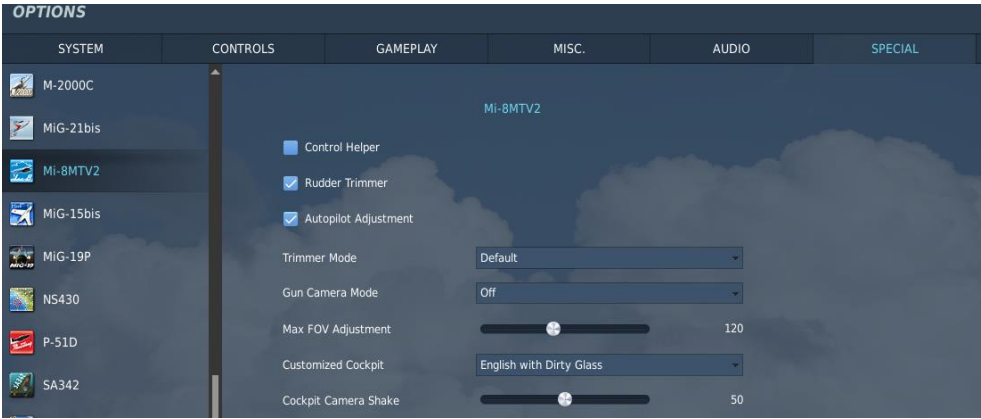 OPTIONS
SYSTEM CONTROLS GAMEPLAY MISC. AUDIO SPECIAL
M-2000C
MiG-21bis
Mi-8MTV2
MiG-15bis
MiG-19P
NS430
P-51D
SA342
Mi-8MTV2
Control Helper
Rudder Trimmer
Autopilot Adjustment
Trimmer Mode Default
Gun Camera Mode Off
Max FOV Adjustment 120
Customized Cockpit English with Dirty Glass
Cockpit Camera Shake 50